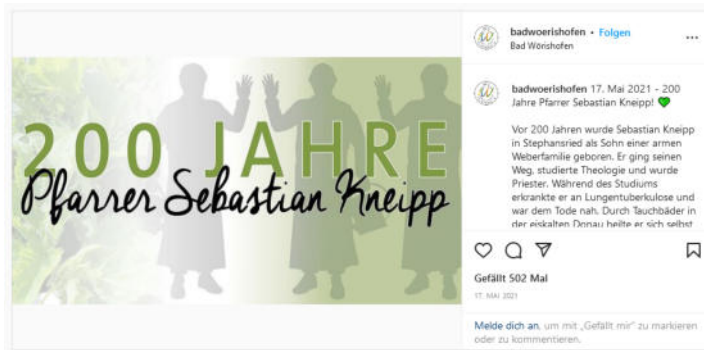 200 JAHRE
Pfarrer Sebastian Kneipp
badwoerishofen • Folgen
Bad Wörishofen
badwoerishofen 17. Mai 2021 - 200
Jahre Pfarrer Sebastian Kneipp! 💚
Vor 200 Jahren wurde Sebastian Kneipp
in Stephansried als Sohn einer armen
Weberfamilie geboren. Er ging seinen
Weg, studierte Theologie und wurde
Priester. Während des Studiums
erkrankte er an Lungentuberkulose und
war dem Tode nah. Durch Tauchbäder in
der eiskalten Donau heilte er sich selbst
Gefällt 502 Mal
17. MAI 2021
Melde dich an, um mit „Gefällt mir“ zu markieren
oder zu kommentieren.